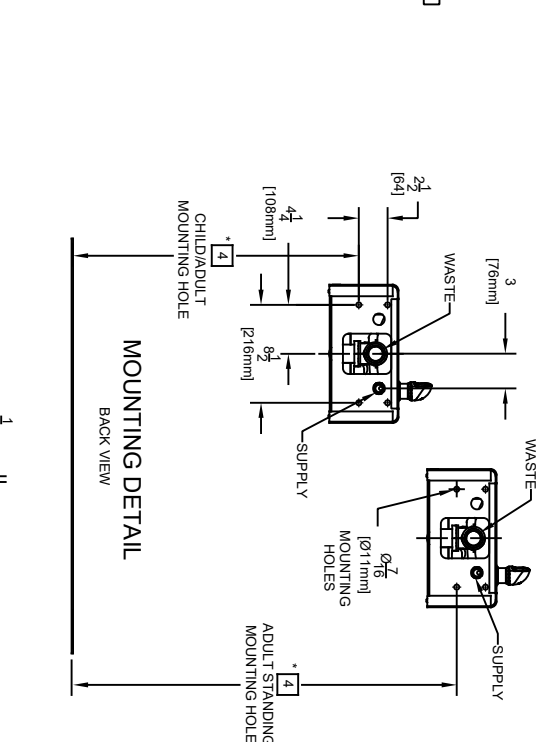 3
[76mm]
WASTE
WASTE
2 1/2
[64]
4 1/4
[108mm]
8 1/2
[216mm]
SUPPLY
SUPPLY
Ø 7/16
[Ø11mm]
MOUNTING
HOLES
* 4
CHILD/ADULT
MOUNTING HOLE
* 4
ADULT STANDING
MOUNTING HOLE
MOUNTING DETAIL
BACK VIEW